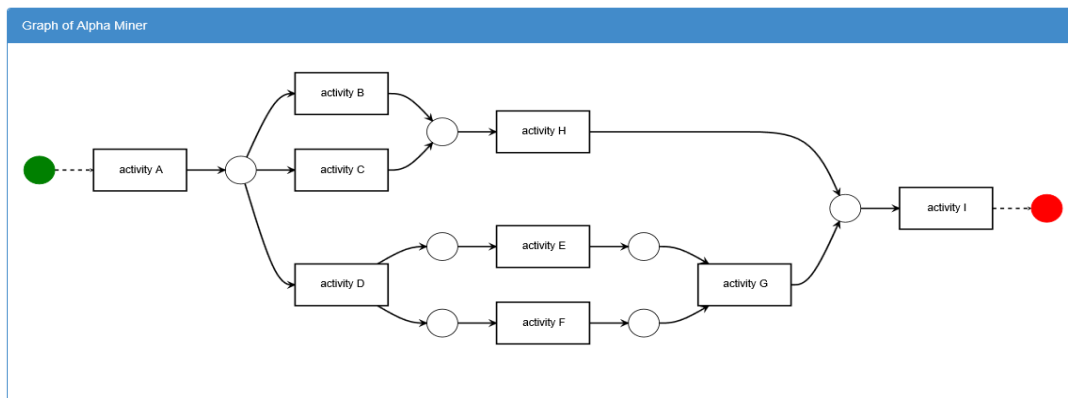 Graph of Alpha Miner
activity B
activity H
activity A
activity C
activity I
activity E
activity D
activity G
activity F